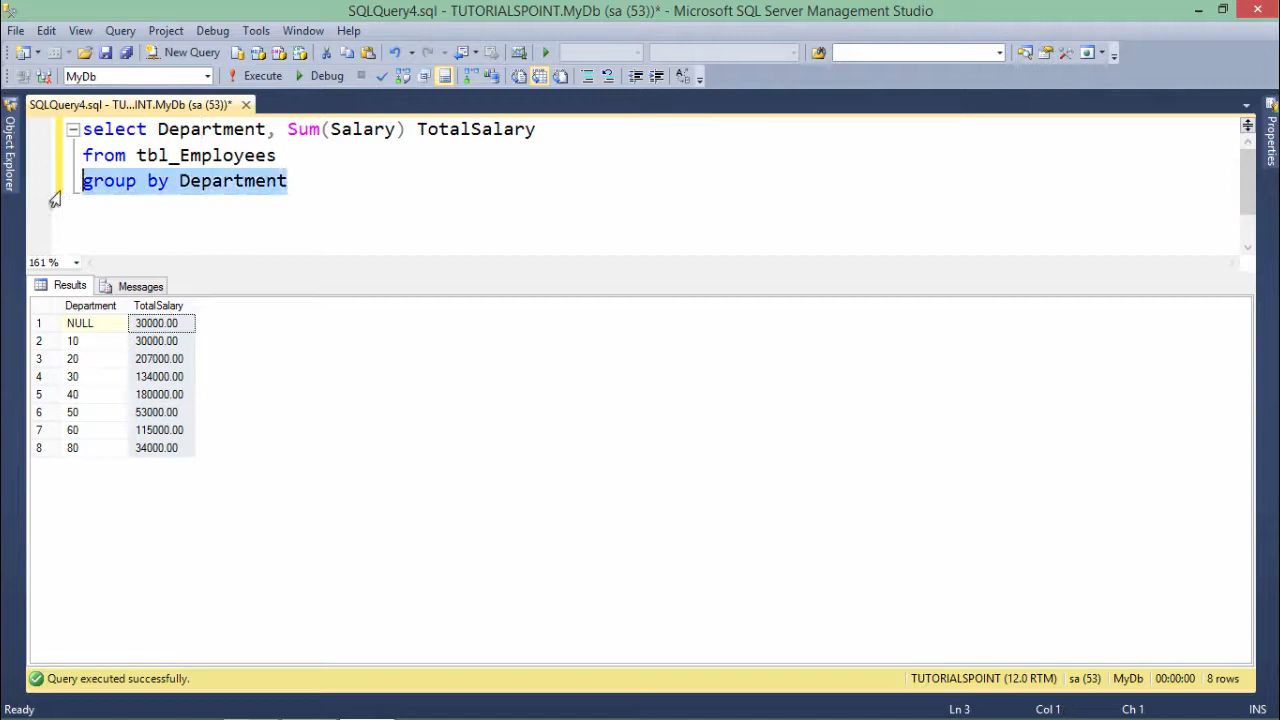 SQLQuery4.sql - TUTORIALSPOINT.MyDb (sa (53))* - Microsoft SQL Server Management Studio
File Edit View Query Project Debug Tools Window Help
New Query
MyDb Execute Debug
SQLQuery4.sql - TU...INT.MyDb (sa (53))*
Object Explorer
Properties
select Department, Sum(Salary) TotalSalary
from tbl_Employees
group by Department
161 %
Results Messages
Department TotalSalary
1 NULL 30000.00
2 10 30000.00
3 20 207000.00
4 30 134000.00
5 40 180000.00
6 50 53000.00
7 60 115000.00
8 80 34000.00
Query executed successfully. TUTORIALSPOINT (12.0 RTM) sa (53) MyDb 00:00:00 8 rows
Ready Ln 3 Col 1 Ch 1 INS